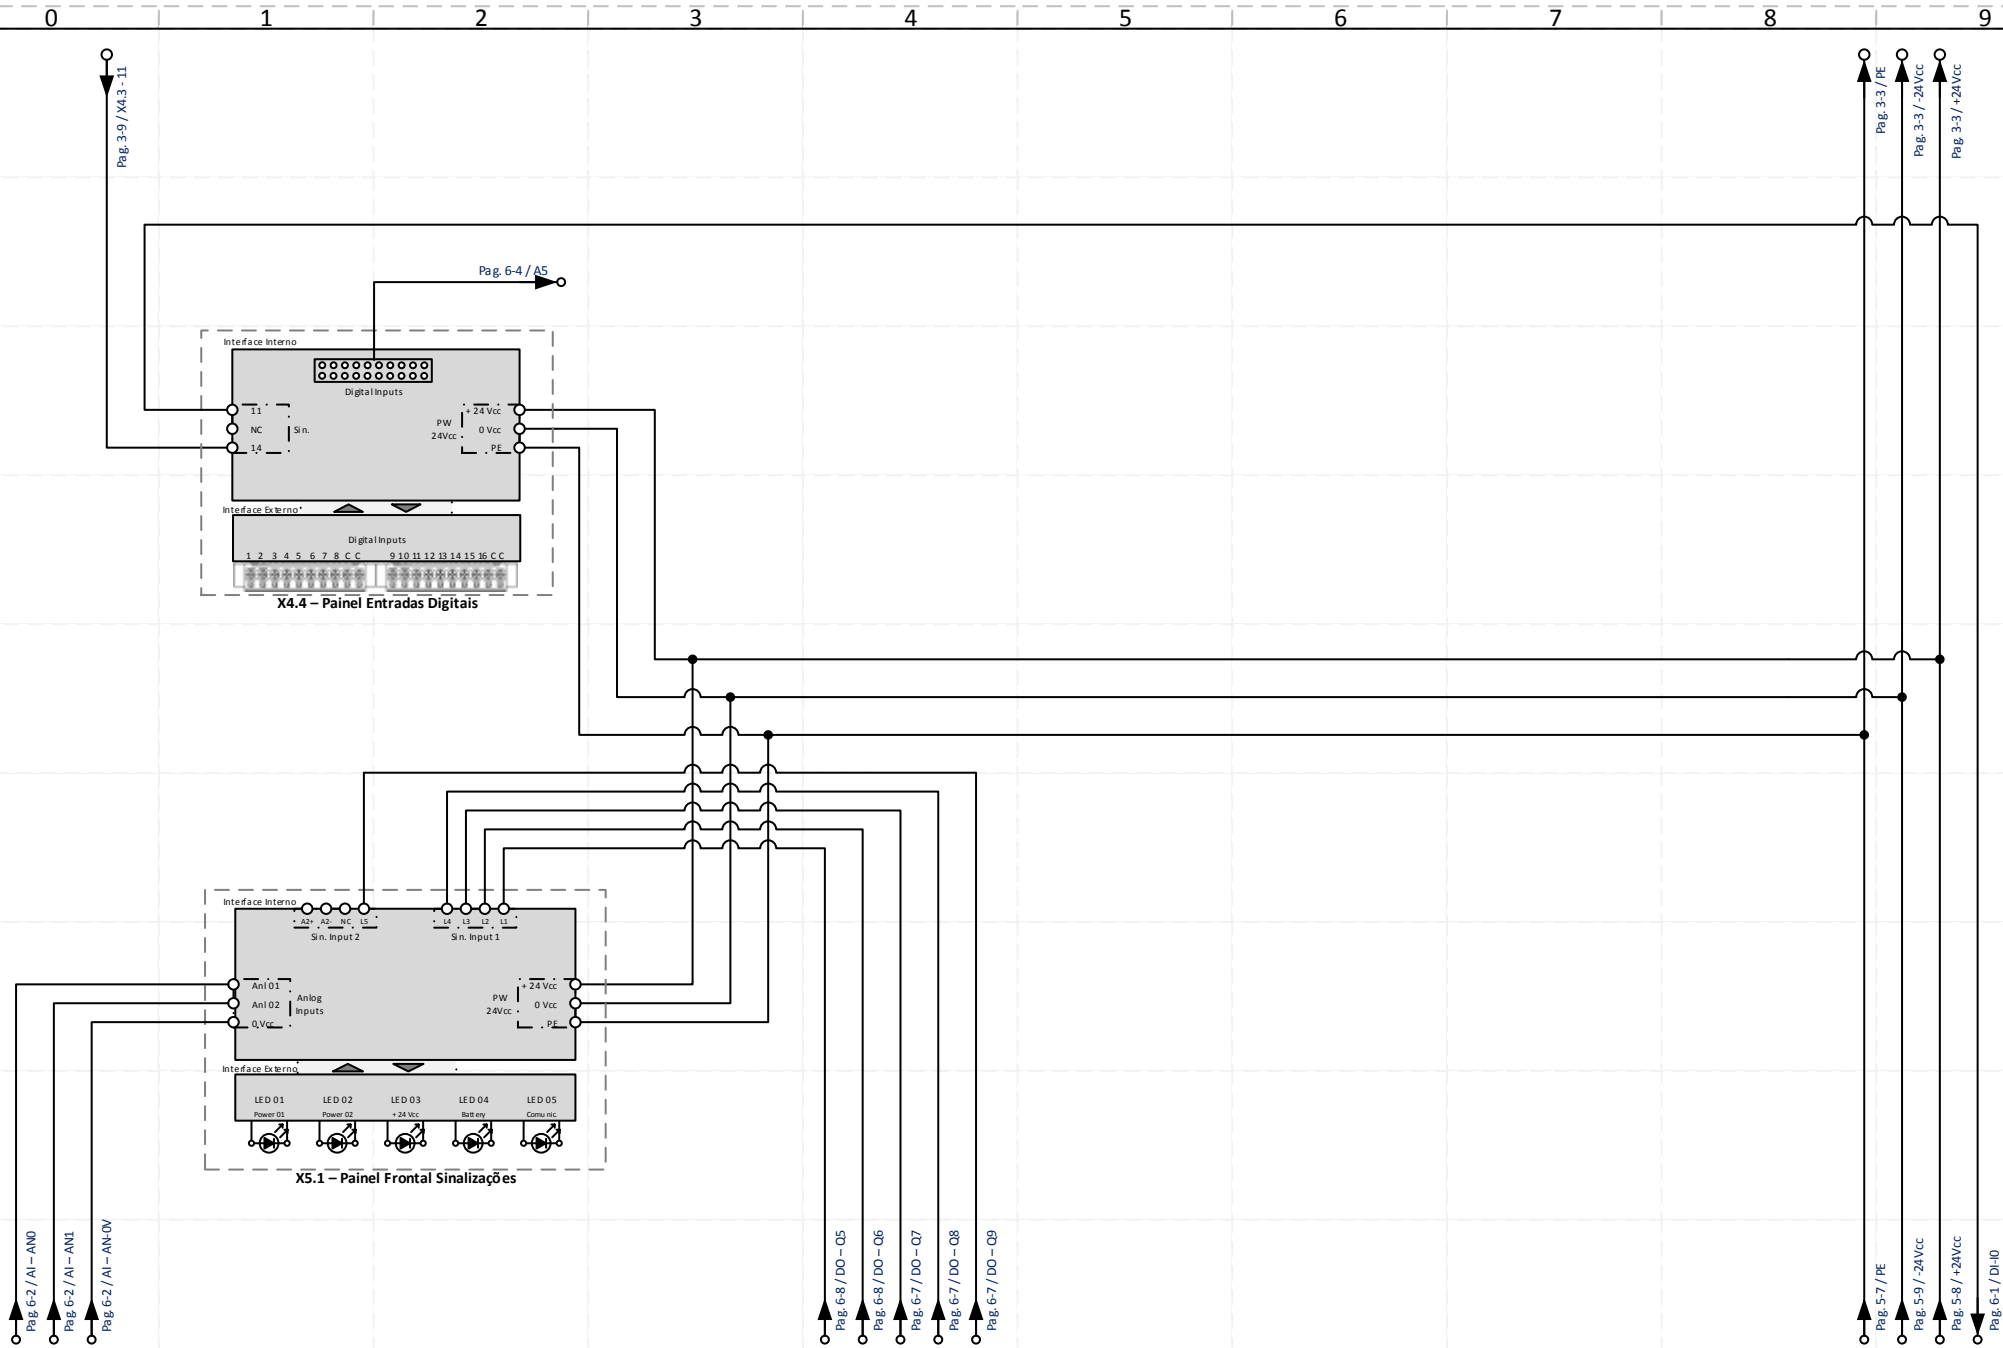 0 1 2 3 4 5 6 7 8 9
Pag. 3-9 / X4.3 - 11
Pag. 3-3 / PE
Pag. 3-3 / -24Vcc
Pag. 3-3 / +24Vcc
Pag. 6-4 / A5
Interface Interno
Digital Inputs
11
NC
14
Sin.
PW
24Vcc
+ 24 Vcc
0 Vcc
PE
Interface Externo
Digital Inputs
1 2 3 4 5 6 7 8 C C 9 10 11 12 13 14 15 16 C C
X4.4 – Painel Entradas Digitais
Interface Interno
A2+ A2- NC L5 L4 L3 L2 L1
Sin. Input 2 Sin. Input 1
Anl 01
Anl 02
0 Vcc
Anlog
Inputs
PW
24Vcc
+ 24 Vcc
0 Vcc
PE
Interface Externo
LED 01 LED 02 LED 03 LED 04 LED 05
Power 01 Power 02 + 24 Vcc Battery Comunic.
X5.1 – Painel Frontal Sinalizações
Pag. 6-2 / AI – AN0
Pag. 6-2 / AI – AN1
Pag. 6-2 / AI – AN-0V
Pag. 6-8 / DO – Q5
Pag. 6-8 / DO – Q6
Pag. 6-7 / DO – Q7
Pag. 6-7 / DO – Q8
Pag. 6-7 / DO – Q9
Pag. 5-7 / PE
Pag. 5-9 / -24Vcc
Pag. 5-8 / +24Vcc
Pag. 6-1 / DI-I0